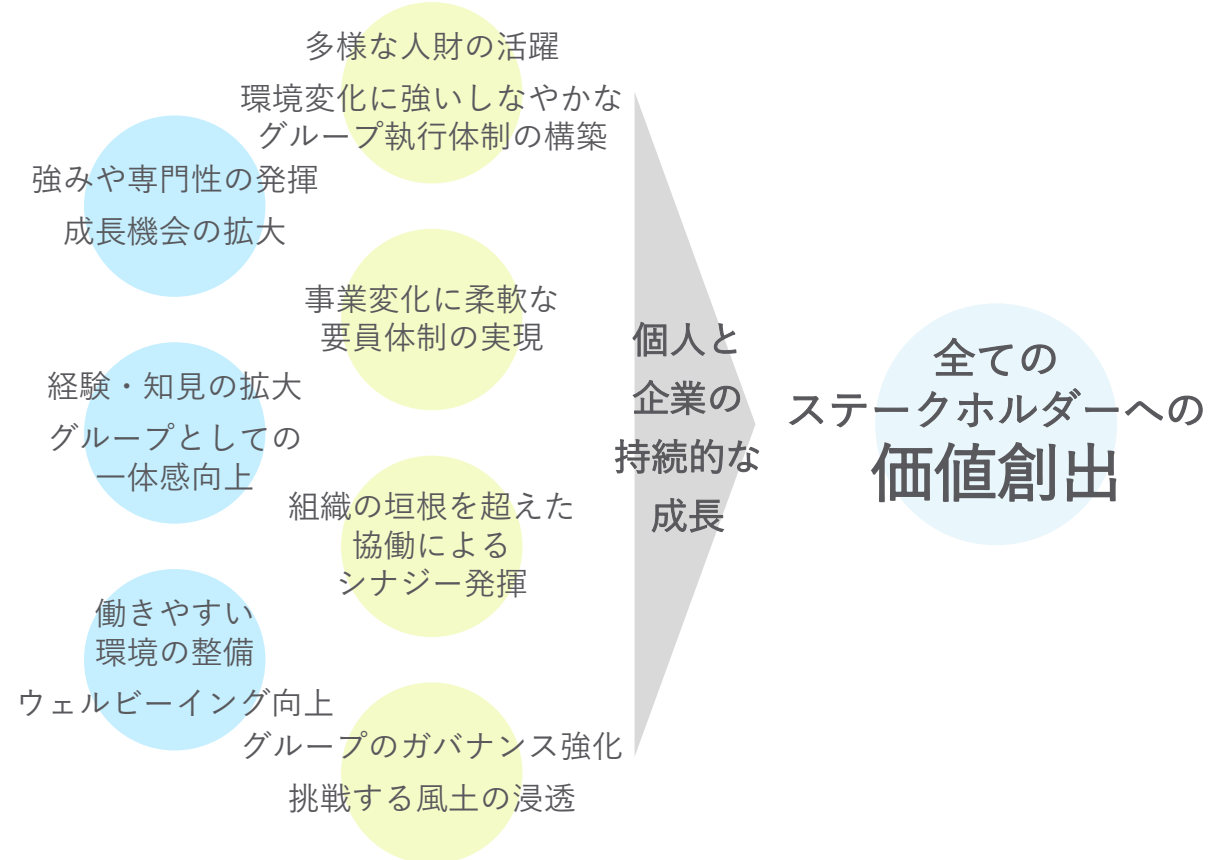 強みや専門性の発揮
成長機会の拡大
経験・知見の拡大
グループとしての
一体感向上
働きやすい
環境の整備
ウェルビーイング向上
多様な人財の活躍
環境変化に強いしなやかな
グループ執行体制の構築
事業変化に柔軟な
要員体制の実現
組織の垣根を超えた
協働による
シナジー発揮
グループのガバナンス強化
挑戦する風土の浸透
個人と
企業の
持続的な
成長
全ての
ステークホルダーへの
価値創出